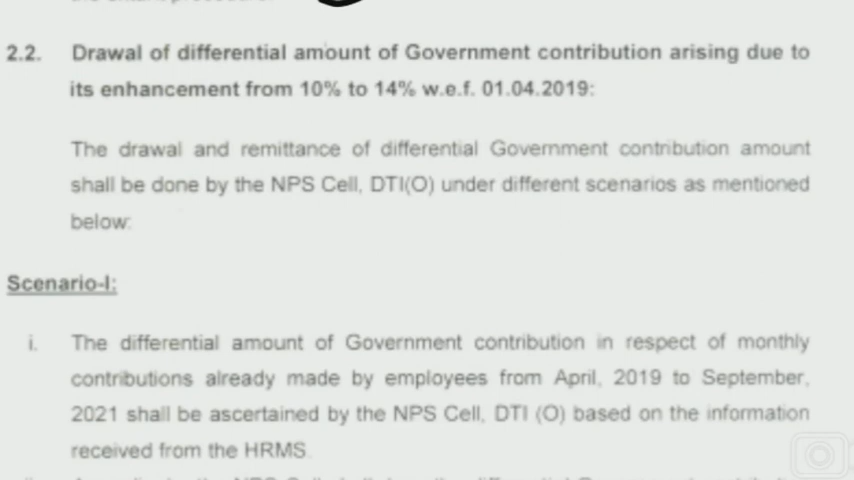 2.2. Drawal of differential amount of Government contribution arising due to
its enhancement from 10% to 14% w.e.f. 01.04.2019:
The drawal and remittance of differential Government contribution amount
shall be done by the NPS Cell, DTI(O) under different scenarios as mentioned
below:
Scenario-I:
i. The differential amount of Government contribution in respect of monthly
contributions already made by employees from April, 2019 to September,
2021 shall be ascertained by the NPS Cell, DTI (O) based on the information
received from the HRMS.